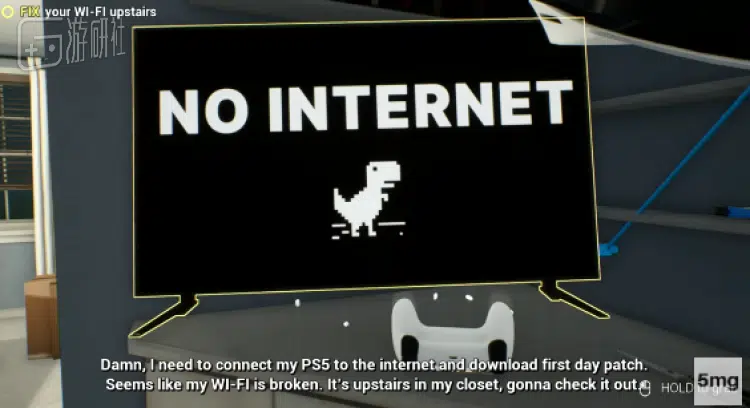 FIX your WI-FI upstairs
游研社
NO INTERNET
Damn, I need to connect my PS5 to the internet and download first day patch.
Seems like my WI-FI is broken. It's upstairs in my closet, gonna check it out.
HOLD to
5mg